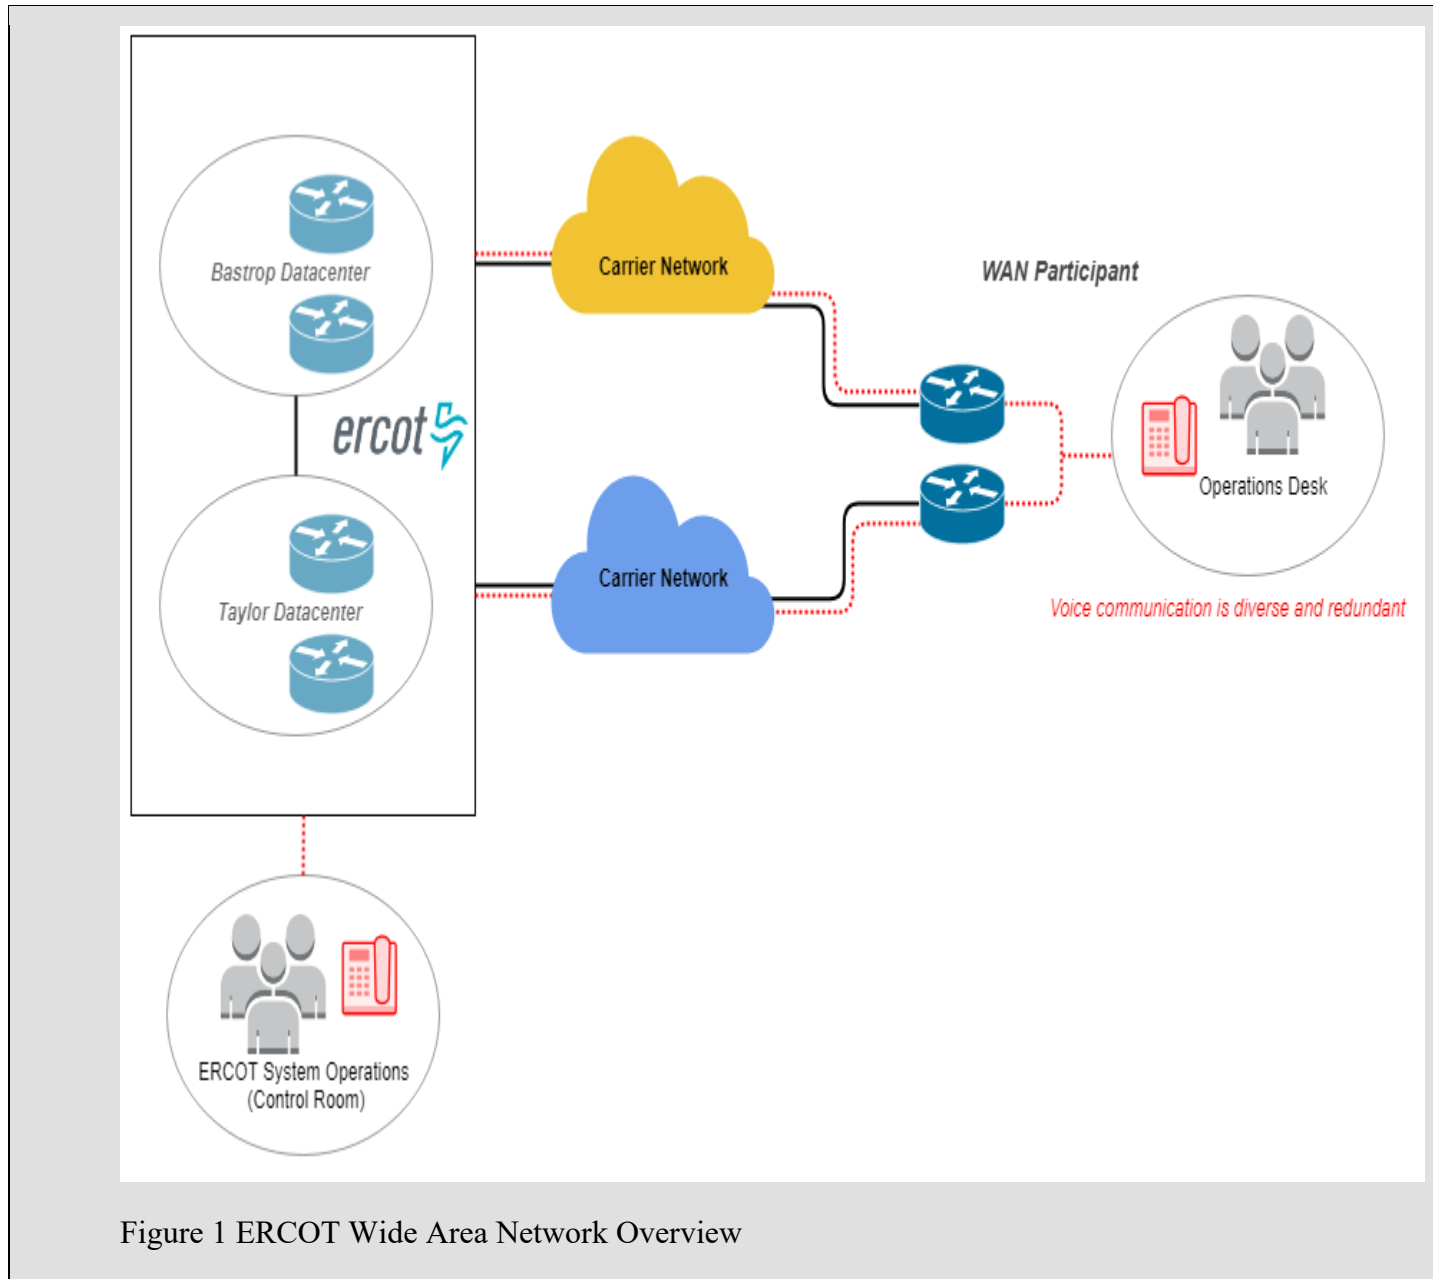 Bastrop Datacenter
ercot
Taylor Datacenter
Carrier Network
Carrier Network
WAN Participant
Operations Desk
Voice communication is diverse and redundant
ERCOT System Operations
(Control Room)
Figure 1 ERCOT Wide Area Network Overview